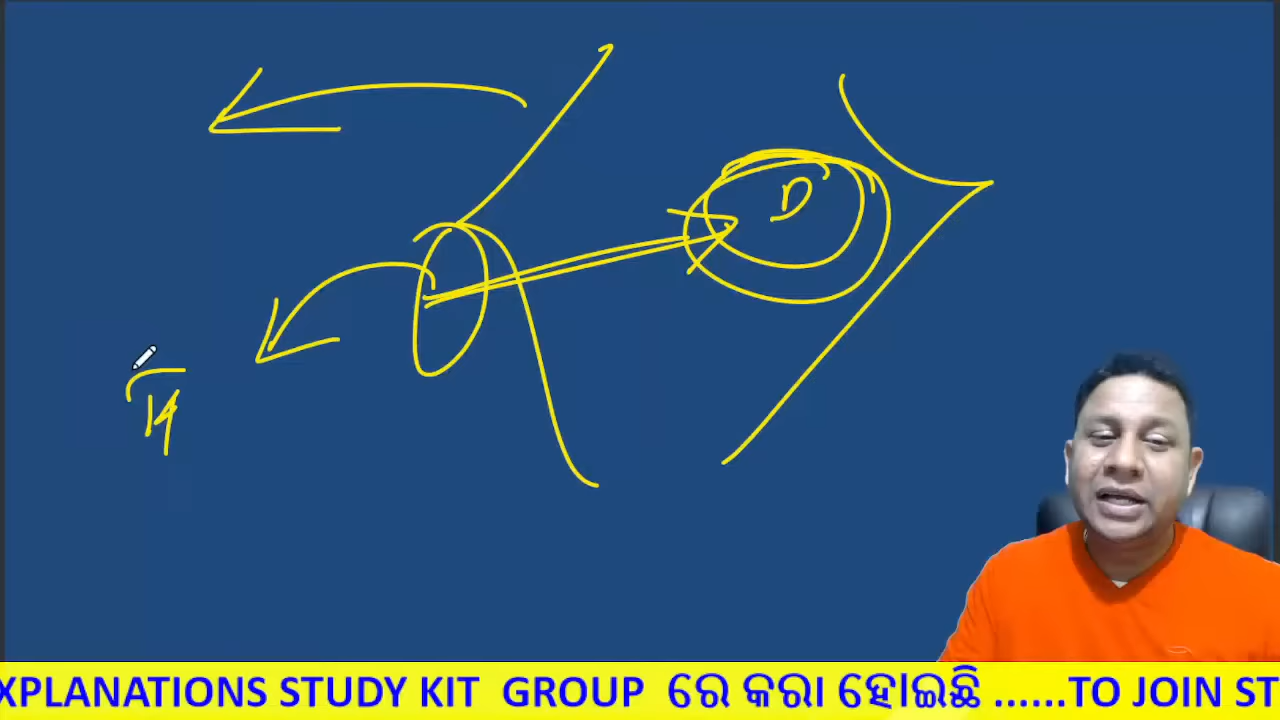 D
14
XPLANATIONS STUDY KIT GROUP ରେ କରା ହୋଇଛି ......TO JOIN ST